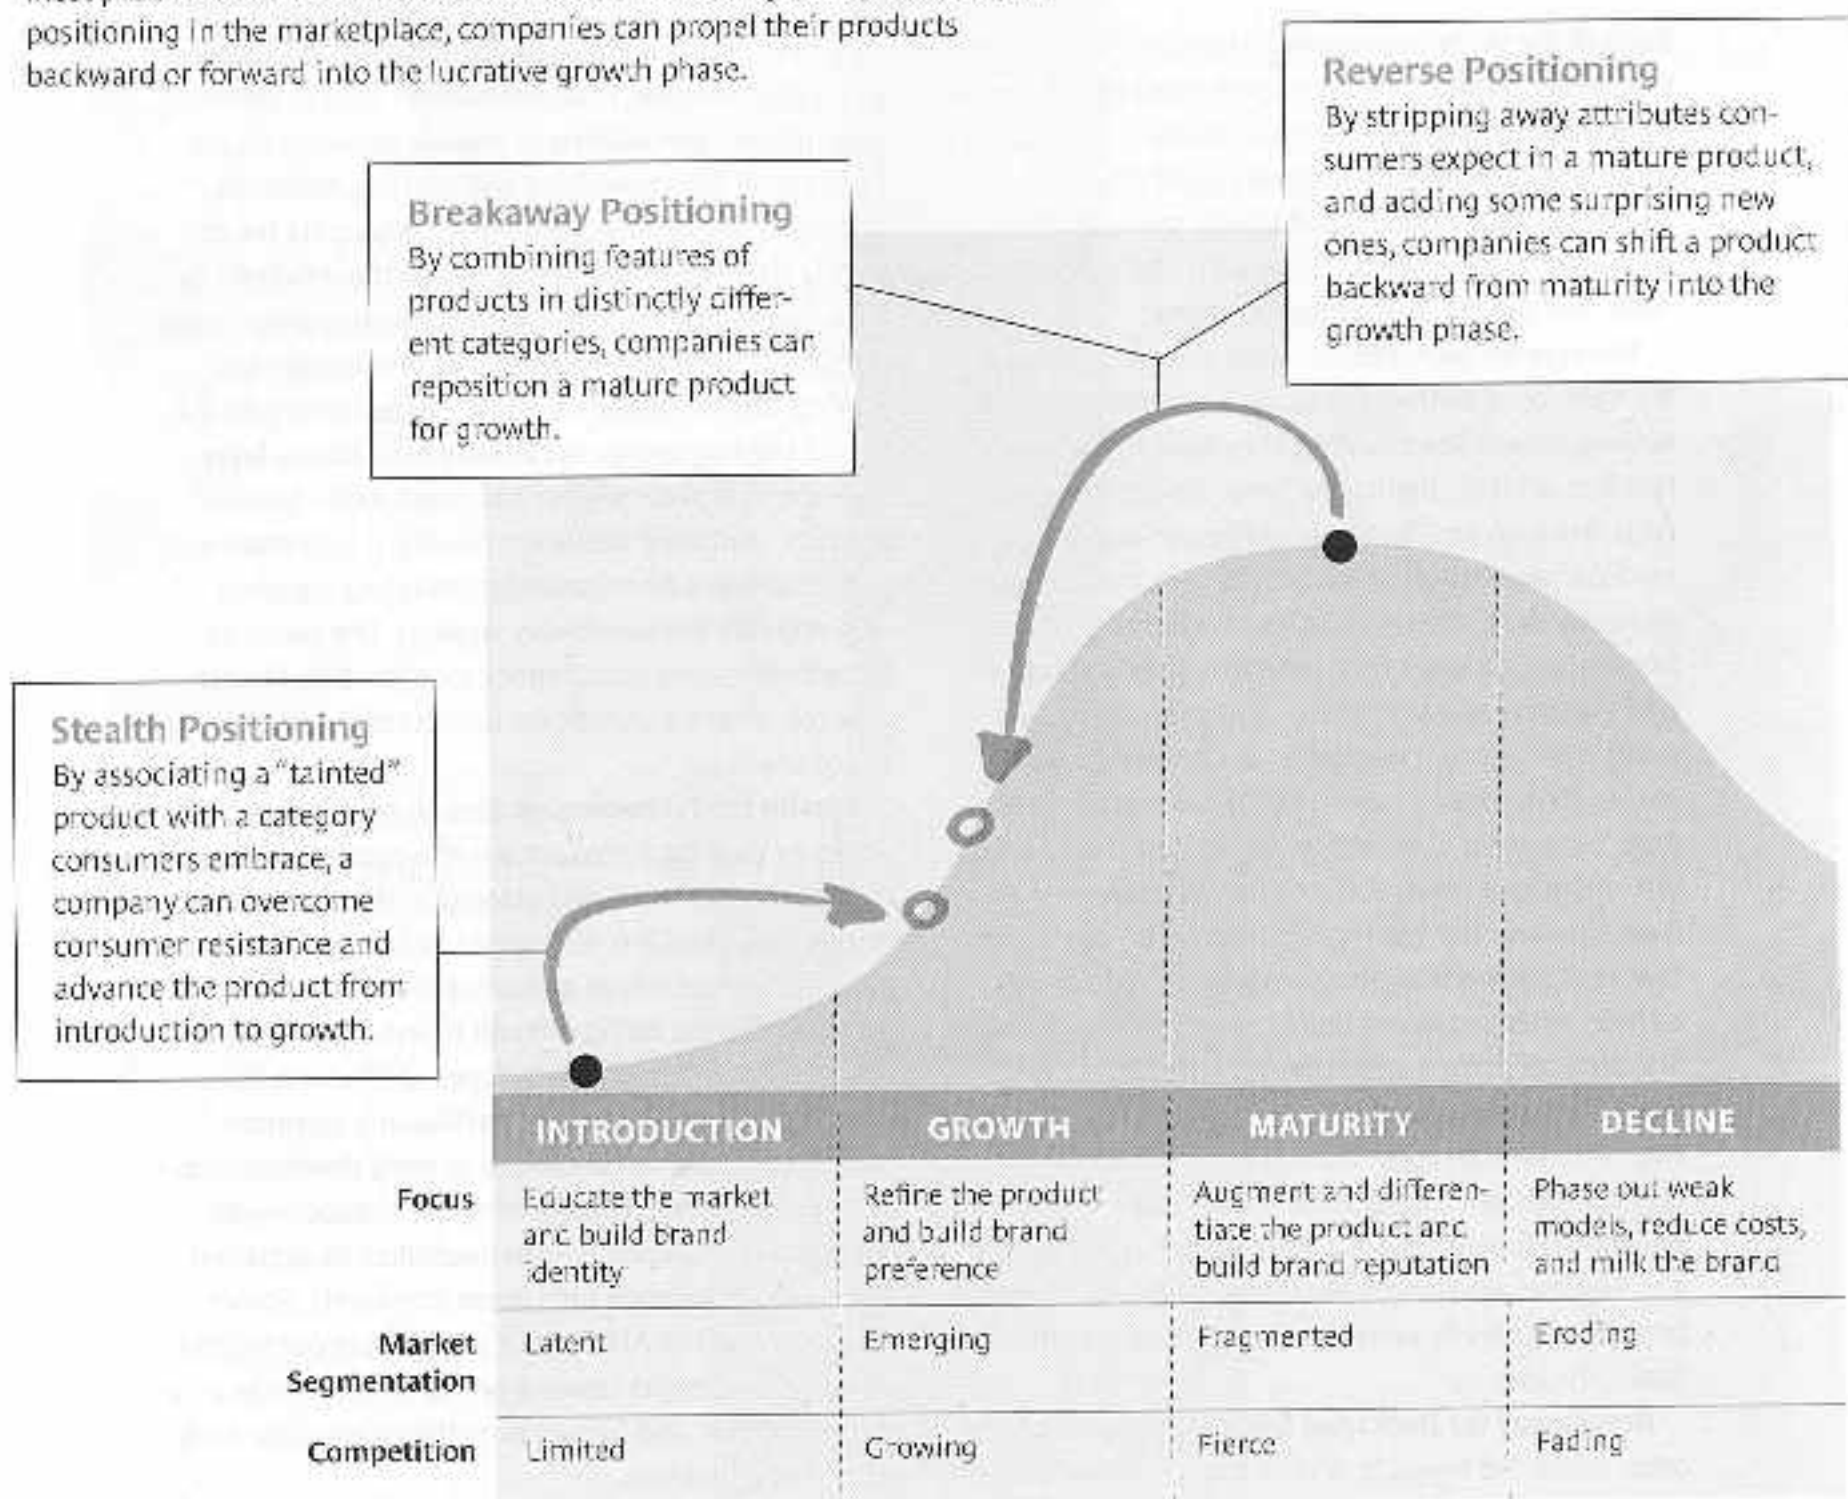 positioning in the marketplace, companies can propel their products
backward or forward into the lucrative growth phase.
Reverse Positioning
By stripping away attributes con-
sumers expect in a mature product,
and adding some surprising new
ones, companies can shift a product
backward from maturity into the
growth phase.
Breakaway Positioning
By combining features of
products in distinctly differ-
ent categories, companies can
reposition a mature product
for growth.
Stealth Positioning
By associating a “tainted”
product with a category
consumers embrace, a
company can overcome
consumer resistance and
advance the product from
introduction to growth.
INTRODUCTION GROWTH MATURITY DECLINE
Focus
Educate the market
and build brand
identity
Refine the product
and build brand
preference
Augment and differen-
tiate the product and
build brand reputation
Phase out weak
models, reduce costs,
and milk the brand
Market
Segmentation
Latent
Emerging
Fragmented
Eroding
Competition
Limited
Growing
Fierce
Fading